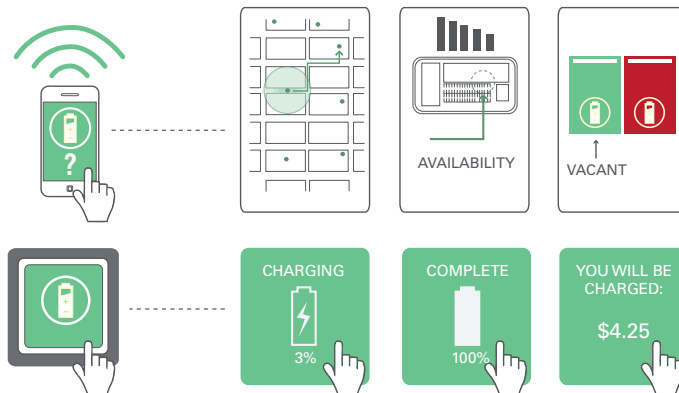 ?
AVAILABILITY
VACANT
CHARGING
3%
COMPLETE
100%
YOU WILL BE
CHARGED:
$4.25